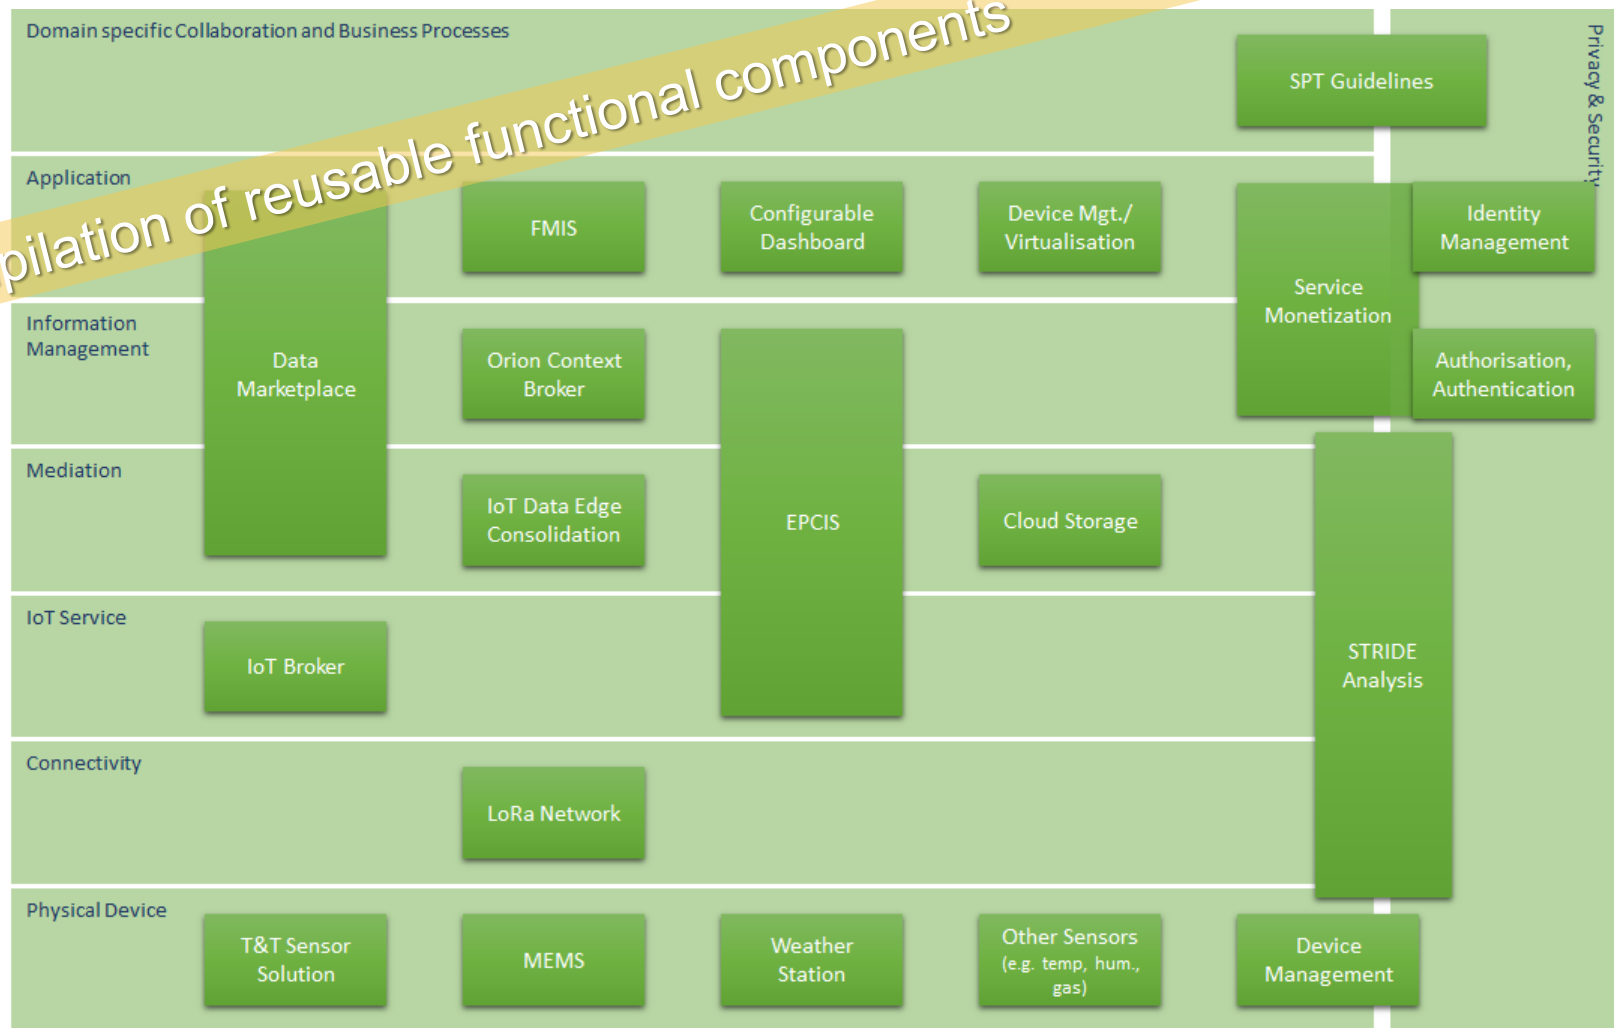 Domain specific Collaboration and Business Processes
SPT Guidelines
Privacy & Security
of reusable functional components
Application
FMIS
Configurable
Dashboard
Device Mgt./
Virtualisation
Identity
Management
Service
Monetization
Information
Management
Data
Marketplace
Orion Context
Broker
Authorisation,
Authentication
Mediation
IoT Data Edge
Consolidation
EPCIS
Cloud Storage
IoT Service
IoT Broker
STRIDE
Analysis
Connectivity
LoRa Network
Physical Device
T&T Sensor
Solution
MEMS
Weather
Station
Other Sensors
(e.g. temp, hum.,
gas)
Device
Management